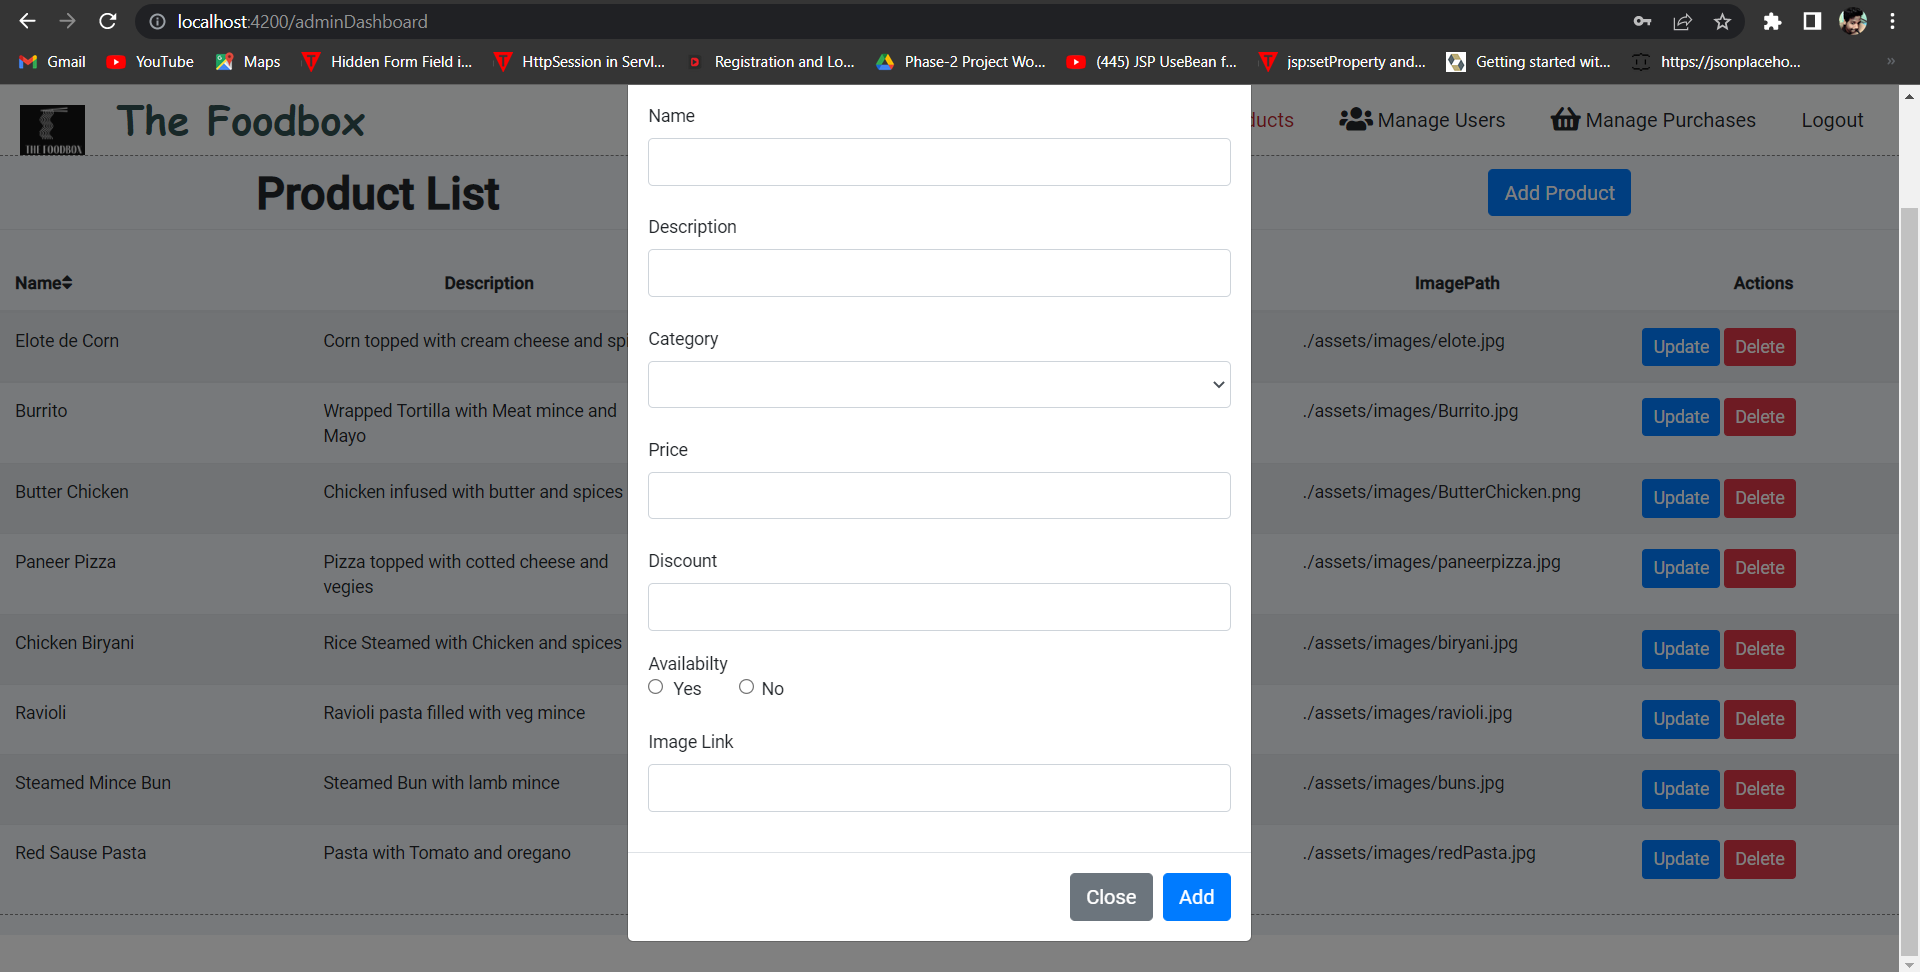 localhost:4200/adminDashboard
Gmail YouTube Maps Hidden Form Field i... HttpSession in Servl... Registration and Lo... Phase-2 Project Wo... (445) JSP UseBean f... jsp:setProperty and... Getting started wit... https://jsonplaceho... »
THE FOODBOX
The Foodbox
ducts Manage Users Manage Purchases Logout
Product List
Add Product
Name Description ImagePath Actions
Elote de Corn Corn topped with cream cheese and spi ./assets/images/elote.jpg Update Delete
Burrito Wrapped Tortilla with Meat mince and
Mayo ./assets/images/Burrito.jpg Update Delete
Butter Chicken Chicken infused with butter and spices ./assets/images/ButterChicken.png Update Delete
Paneer Pizza Pizza topped with cotted cheese and
vegies ./assets/images/paneerpizza.jpg Update Delete
Chicken Biryani Rice Steamed with Chicken and spices ./assets/images/biryani.jpg Update Delete
Ravioli Ravioli pasta filled with veg mince ./assets/images/ravioli.jpg Update Delete
Steamed Mince Bun Steamed Bun with lamb mince ./assets/images/buns.jpg Update Delete
Red Sause Pasta Pasta with Tomato and oregano ./assets/images/redPasta.jpg Update Delete
Name
Description
Category
Price
Discount
Availabilty
Yes No
Image Link
Close Add